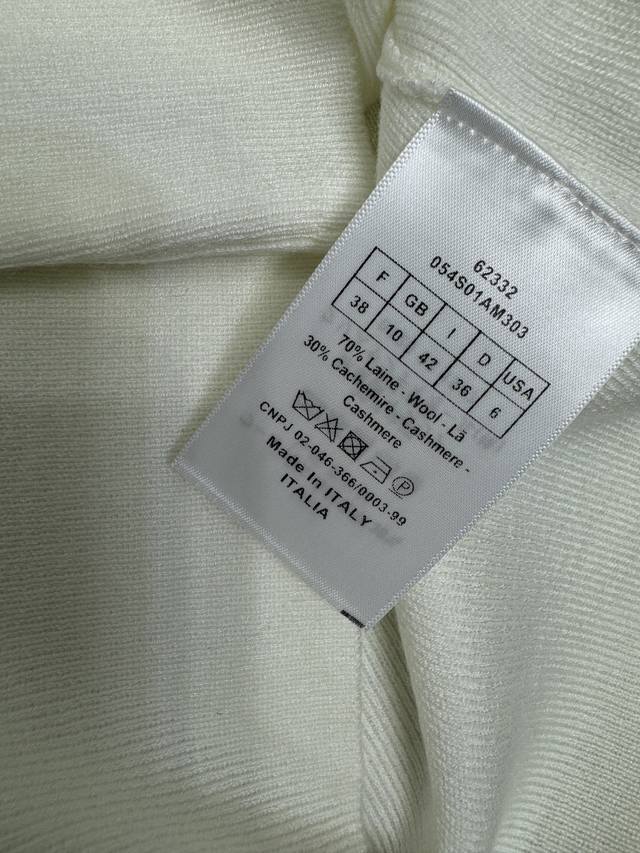 62332
054S01AM303
F GB I D USA
38 10 42 36 6
70% Laine - Wool - Lã
30% Cachemire - Cashmere -
Cashmere
P
CNPJ 02-046-366/0003-99
Made In ITALY
ITALIA